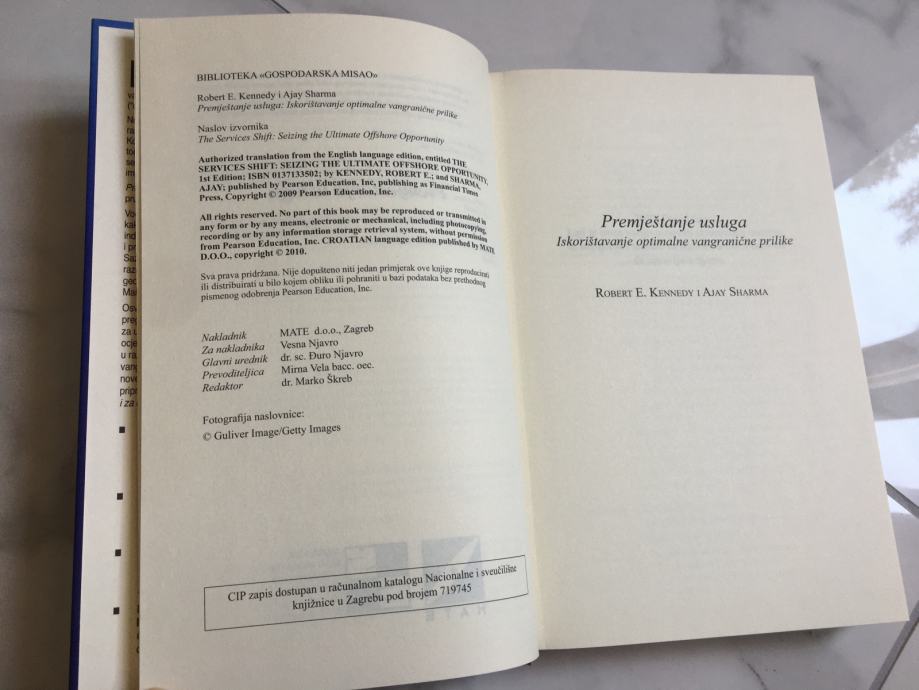 BIBLIOTEKA «GOSPODARSKA MISAO»
Robert E. Kennedy i Ajay Sharma
Premještanje usluga: Iskorištavanje optimalne vangranične prilike
Naslov izvornika
The Services Shift: Seizing the Ultimate Offshore Opportunity
Authorized translation from the English language edition, entitled THE
SERVICES SHIFT: SEIZING THE ULTIMATE OFFSHORE OPPORTUNITY,
1st Edition; ISBN 0137133502; by KENNEDY, ROBERT E.; and SHARMA,
AJAY; published by Pearson Education, Inc, publishing as Financial Times
Press, Copyright © 2009 Pearson Education, Inc.
All rights reserved. No part of this book may be reproduced or transmitted in
any form or by any means, electronic or mechanical, including photocopying,
recording or by any information storage retrieval system, without permission
from Pearson Education, Inc. CROATIAN language edition published by MATE
D.O.O., copyright © 2010.
Sva prava pridržana. Nije dopušteno niti jedan primjerak ove knjige reproducirati
ili distribuirati u bilo kojem obliku ili pohraniti u bazi podataka bez prethodnog
pismenog odobrenja Pearson Education, Inc.
Nakladnik MATE d.o.o., Zagreb
Za nakladnika Vesna Njavro
Glavni urednik dr. sc. Đuro Njavro
Prevoditeljica Mirna Vela bacc. oec.
Redaktor dr. Marko Škreb
Fotografija naslovnice:
© Guliver Image/Getty Images
CIP zapis dostupan u računalnom katalogu Nacionalne i sveučilišne
knjižnice u Zagrebu pod brojem 719745
Premještanje usluga
Iskorištavanje optimalne vangranične prilike
ROBERT E. KENNEDY I AJAY SHARMA